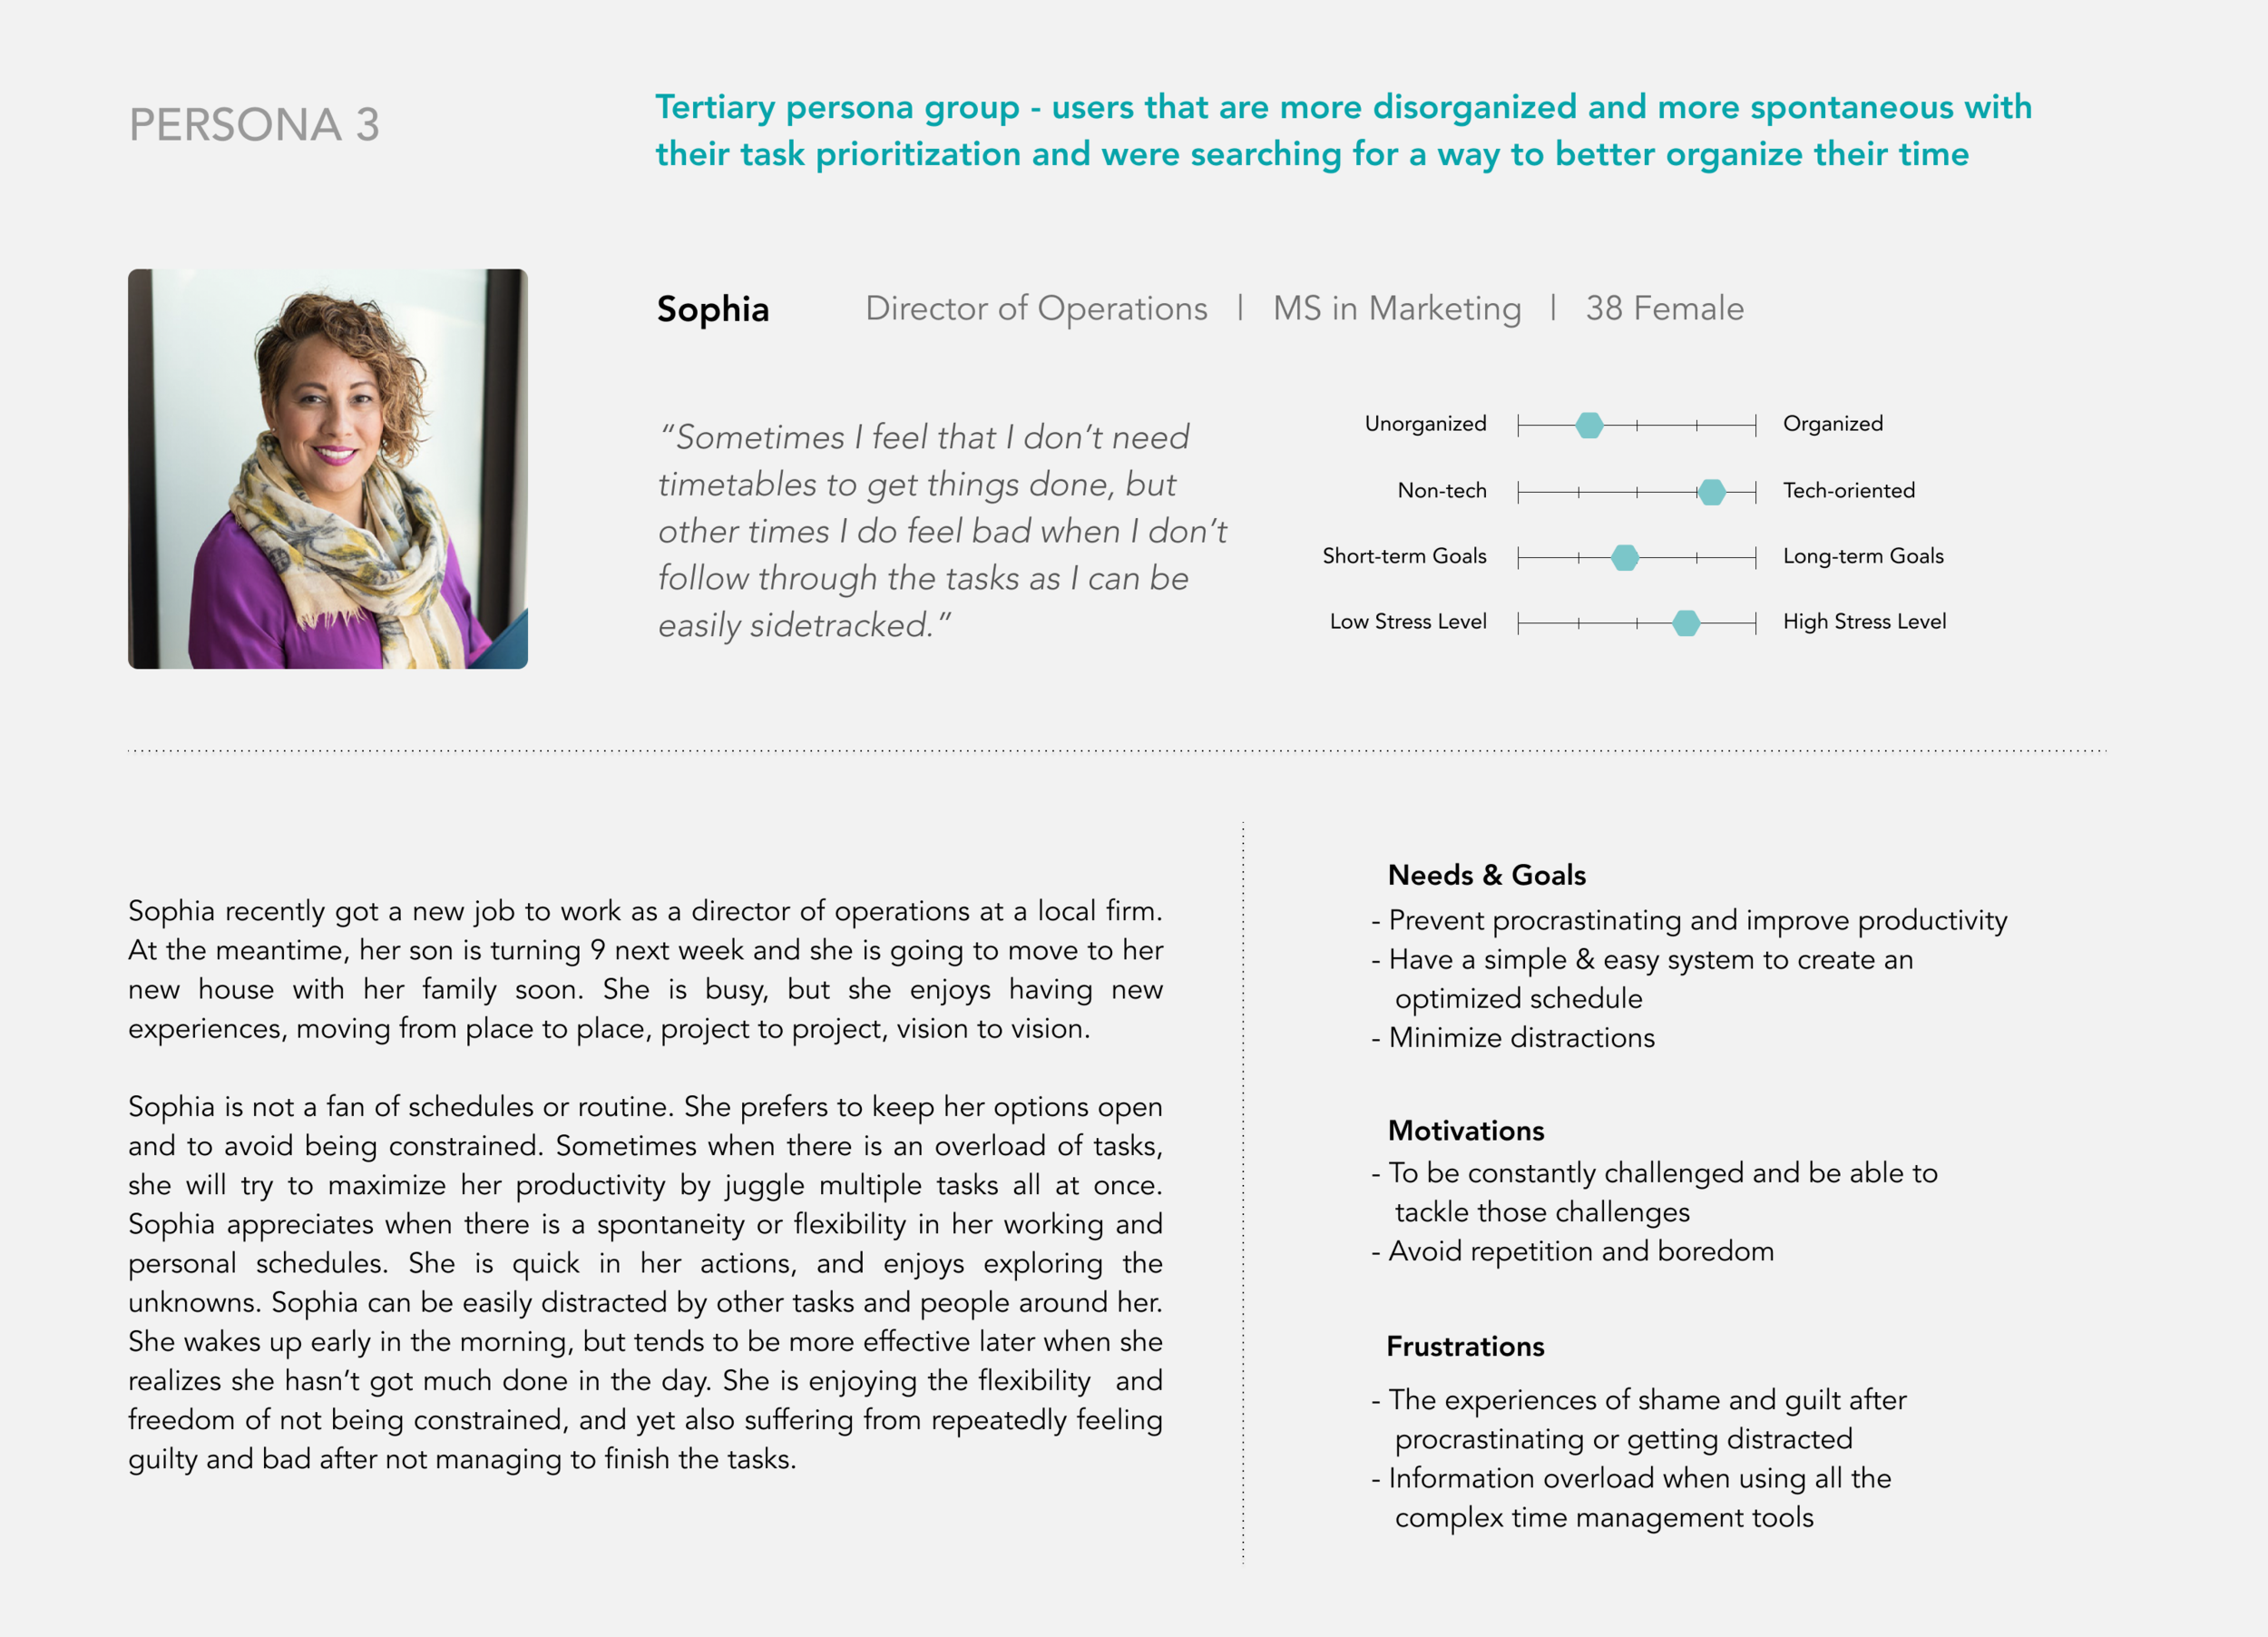 PERSONA 3
Tertiary persona group - users that are more disorganized and more spontaneous with
their task prioritization and were searching for a way to better organize their time
Sophia Director of Operations | MS in Marketing | 38 Female
“Sometimes I feel that I don’t need
timetables to get things done, but
other times I do feel bad when I don’t
follow through the tasks as I can be
easily sidetracked.”
Unorganized Organized
Non-tech Tech-oriented
Short-term Goals Long-term Goals
Low Stress Level High Stress Level
Sophia recently got a new job to work as a director of operations at a local firm.
At the meantime, her son is turning 9 next week and she is going to move to her
new house with her family soon. She is busy, but she enjoys having new
experiences, moving from place to place, project to project, vision to vision.
Sophia is not a fan of schedules or routine. She prefers to keep her options open
and to avoid being constrained. Sometimes when there is an overload of tasks,
she will try to maximize her productivity by juggle multiple tasks all at once.
Sophia appreciates when there is a spontaneity or flexibility in her working and
personal schedules. She is quick in her actions, and enjoys exploring the
unknowns. Sophia can be easily distracted by other tasks and people around her.
She wakes up early in the morning, but tends to be more effective later when she
realizes she hasn’t got much done in the day. She is enjoying the flexibility and
freedom of not being constrained, and yet also suffering from repeatedly feeling
guilty and bad after not managing to finish the tasks.
Needs & Goals
- Prevent procrastinating and improve productivity
- Have a simple & easy system to create an
optimized schedule
- Minimize distractions
Motivations
- To be constantly challenged and be able to
tackle those challenges
- Avoid repetition and boredom
Frustrations
- The experiences of shame and guilt after
procrastinating or getting distracted
- Information overload when using all the
complex time management tools